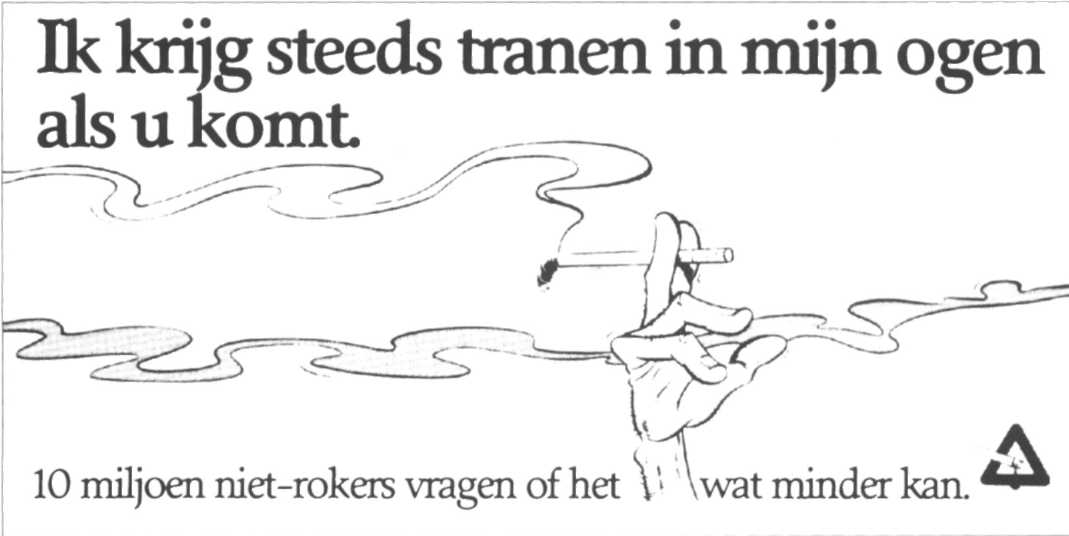 Ik krijg steeds tranen in mijn ogen
als u komt.
10 miljoen niet-rokers vragen of het wat minder kan.